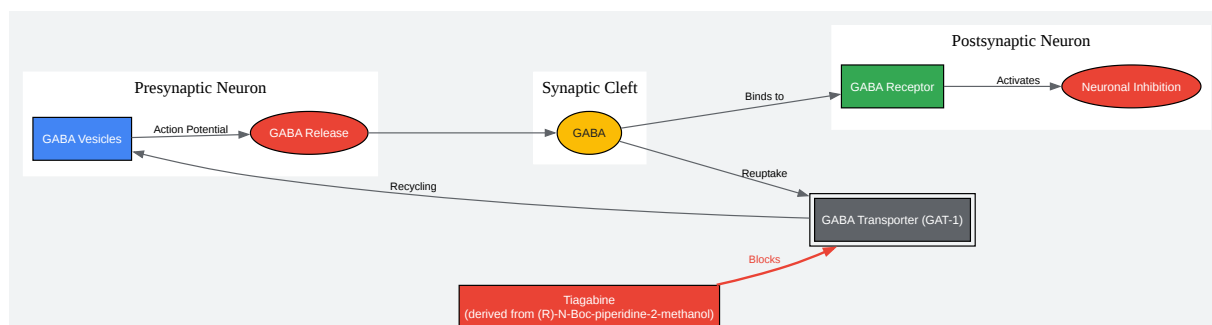 Presynaptic Neuron
GABA Vesicles
Action Potential
GABA Release
Synaptic Cleft
GABA
Binds to
Reuptake
Recycling
Postsynaptic Neuron
GABA Receptor
Activates
Neuronal Inhibition
GABA Transporter (GAT-1)
Blocks
Tiagabine
(derived from (R)-N-Boc-piperidine-2-methanol)